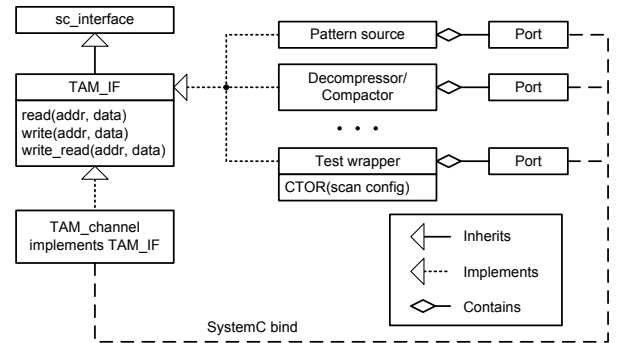 sc_interface
TAM_IF
read(addr, data)
write(addr, data)
write_read(addr, data)
TAM_channel
implements TAM_IF
Pattern source
Port
Decompressor/
Compactor
Port
. . .
Test wrapper
CTOR(scan config)
Port
Inherits
Implements
Contains
SystemC bind